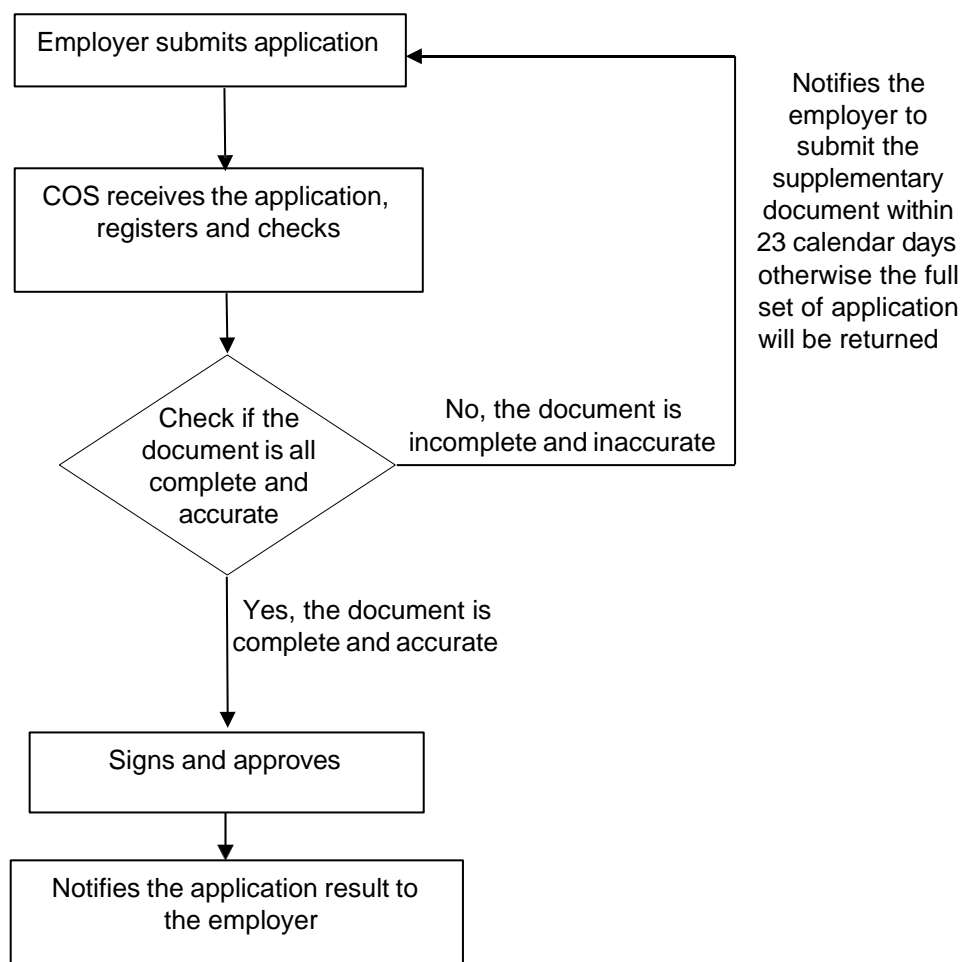 Employer submits application
Notifies the
employer to
submit the
supplementary
document within
23 calendar days
otherwise the full
set of application
will be returned
COS receives the application,
registers and checks
Check if the
document is all
complete and
accurate
No, the document is
incomplete and inaccurate
Yes, the document is
complete and accurate
Signs and approves
Notifies the application result to
the employer